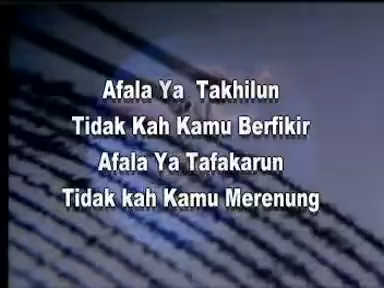 Afala Ya Takhilun
Tidak Kah Kamu Berfikir
Afala Ya Tafakarun
Tidak kah Kamu Merenung